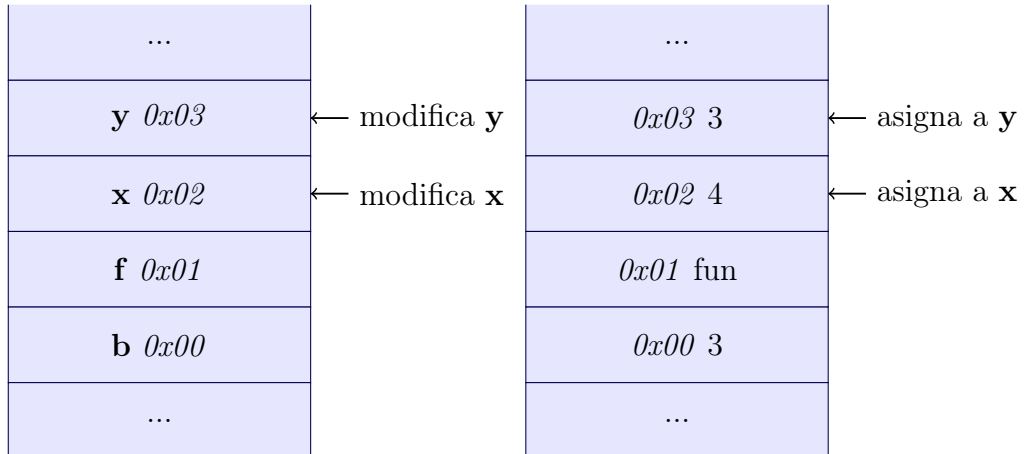 ...
y 0x03
modifica y
x 0x02
modifica x
f 0x01
b 0x00
...
...
0x03 3
asigna a y
0x02 4
asigna a x
0x01 fun
0x00 3
...